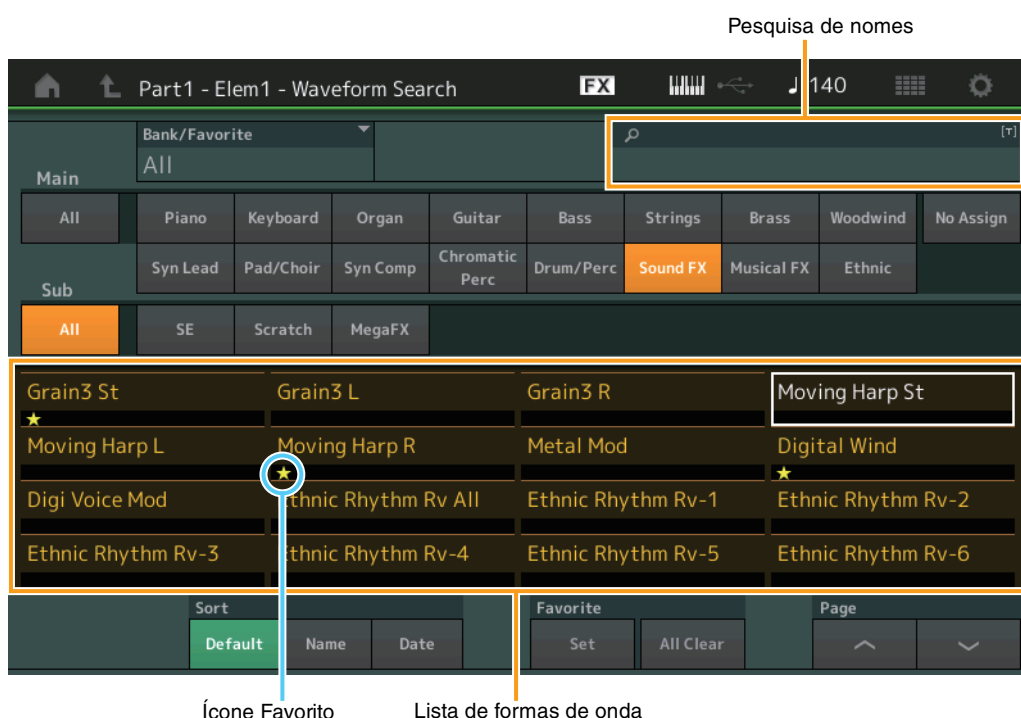 Pesquisa de nomes
Part1 - Elem1 - Waveform Search
FX
140
Bank/Favorite
[T]
All
Main
All Piano Keyboard Organ Guitar Bass Strings Brass Woodwind No Assign
Syn Lead Pad/Choir Syn Comp Chromatic Perc Drum/Perc Sound FX Musical FX Ethnic
Sub
All SE Scratch MegaFX
Grain3 St Grain3 L Grain3 R Moving Harp St
Moving Harp L Moving Harp R Metal Mod Digital Wind
Digi Voice Mod Ethnic Rhythm Rv All Ethnic Rhythm Rv-1 Ethnic Rhythm Rv-2
Ethnic Rhythm Rv-3 Ethnic Rhythm Rv-4 Ethnic Rhythm Rv-5 Ethnic Rhythm Rv-6
Sort Favorite Page
Default Name Date Set All Clear
Ícone Favorito Lista de formas de onda